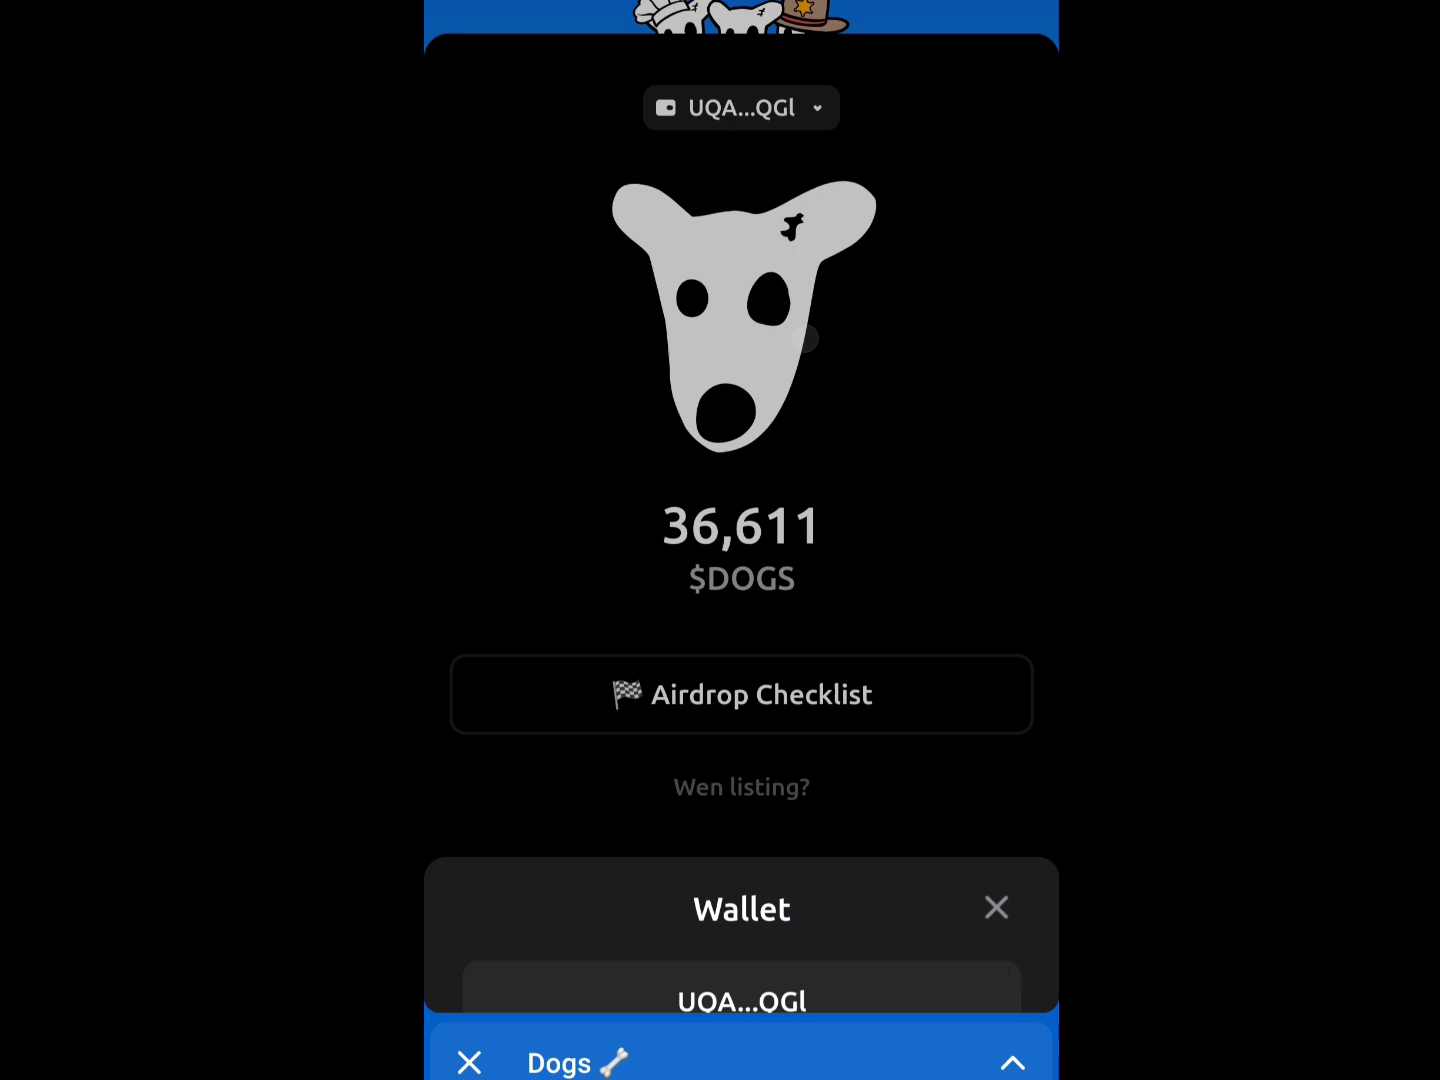 UQA...QGl
36,611
$DOGS
Airdrop Checklist
Wen listing?
Wallet
UQA...QGl
Dogs